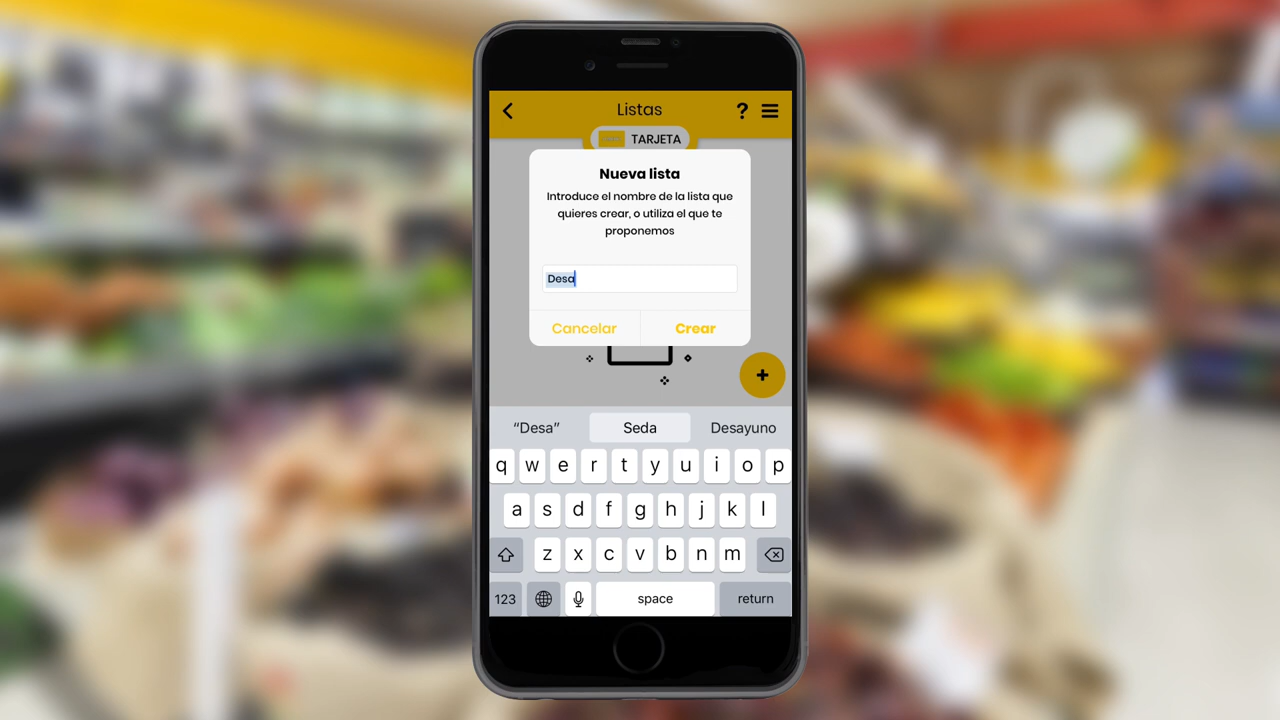 Listas
?
TARJETA
Nueva lista
Introduce el nombre de la lista que
quieres crear, o utiliza el que te
proponemos
Desa
Cancelar Crear
+
“Desa” Seda Desayuno
q w e r t y u i o p
a s d f g h j k l
z x c v b n m
123 space return